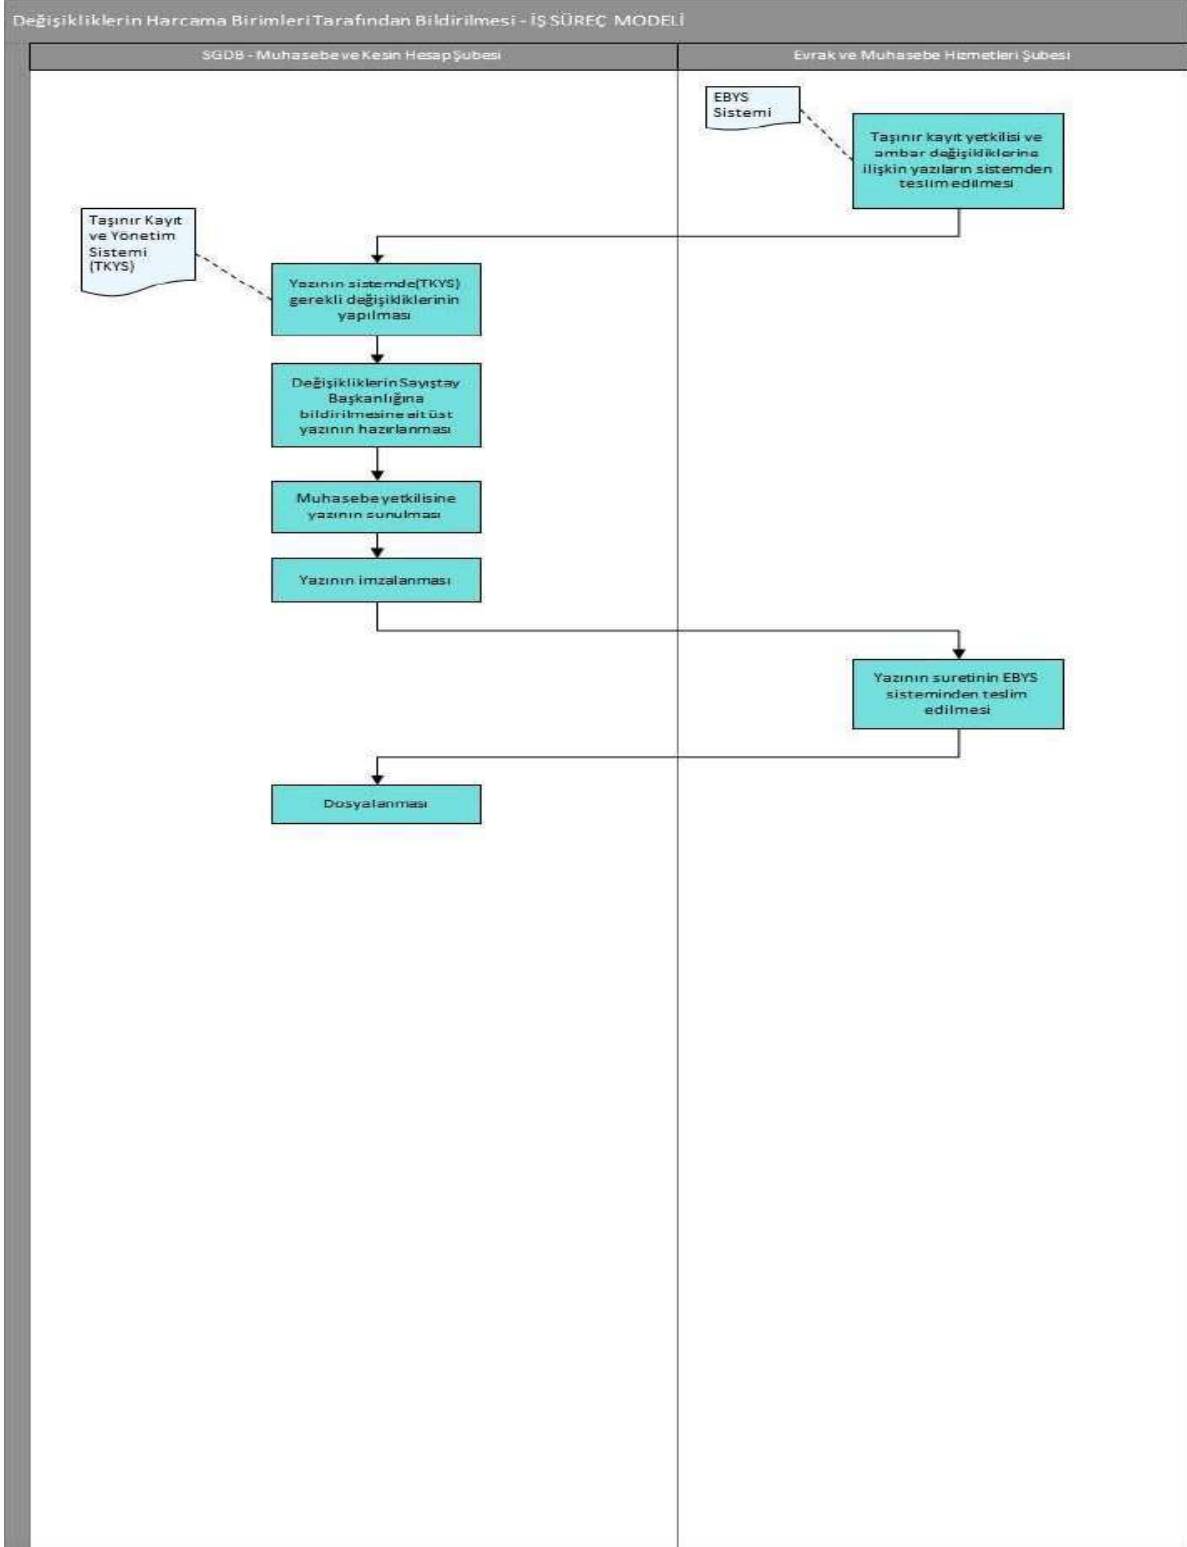 Değişikliklerin Harcama Birimleri Tarafından Bildirilmesi - İŞ SÜREÇ MODELİ
SGDB - Muhasebe ve Kesin Hesap Şubesi
Evrak ve Muhasebe Hizmetleri Şubesi
EBYS
Sistemi
Taşınır kayıt yetkilisi ve
ambar değişikliklerine
ilişkin yazıların sistemden
teslim edilmesi
Taşınır Kayıt
ve Yönetim
Sistemi
(TKYS)
Yazının sistemde(TKYS)
gerekli değişikliklerinin
yapılması
Değişikliklerin Sayıştay
Başkanlığına
bildirilmesine ait üst
yazının hazırlanması
Muhasebe yetkilisine
yazının sunulması
Yazının imzalanması
Yazının suretinin EBYS
sisteminden teslim
edilmesi
Dosyalanması